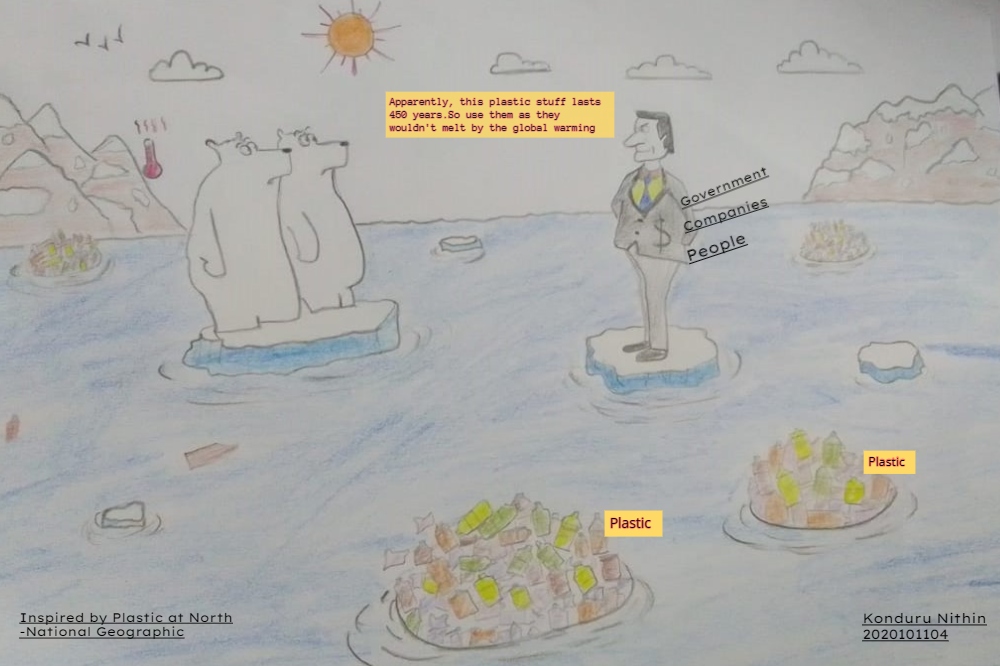 Apparently, this plastic stuff lasts
450 years.So use them as they
wouldn't melt by the global warming
Government
Companies
People
$
Plastic
Plastic
Inspired by Plastic at North
-National Geographic
Konduru Nithin
2020101104